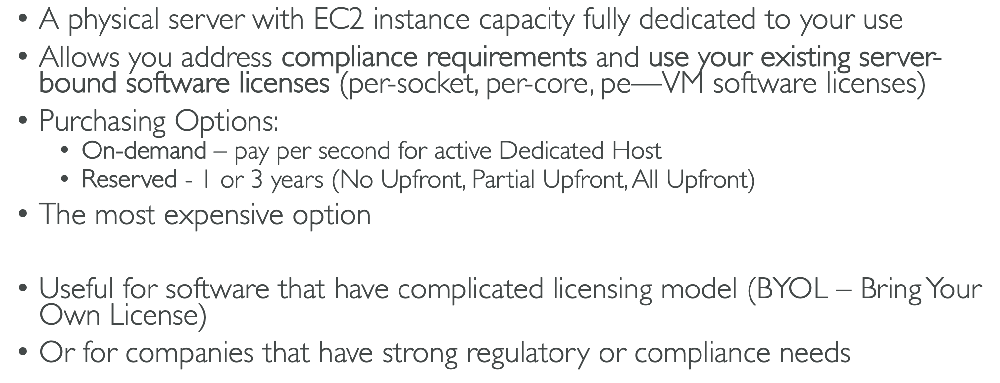 • A physical server with EC2 instance capacity fully dedicated to your use
• Allows you address compliance requirements and use your existing server-
bound software licenses (per-socket, per-core, pe—VM software licenses)
• Purchasing Options:
• On-demand – pay per second for active Dedicated Host
• Reserved - 1 or 3 years (No Upfront, Partial Upfront, All Upfront)
• The most expensive option
• Useful for software that have complicated licensing model (BYOL – Bring Your
Own License)
• Or for companies that have strong regulatory or compliance needs